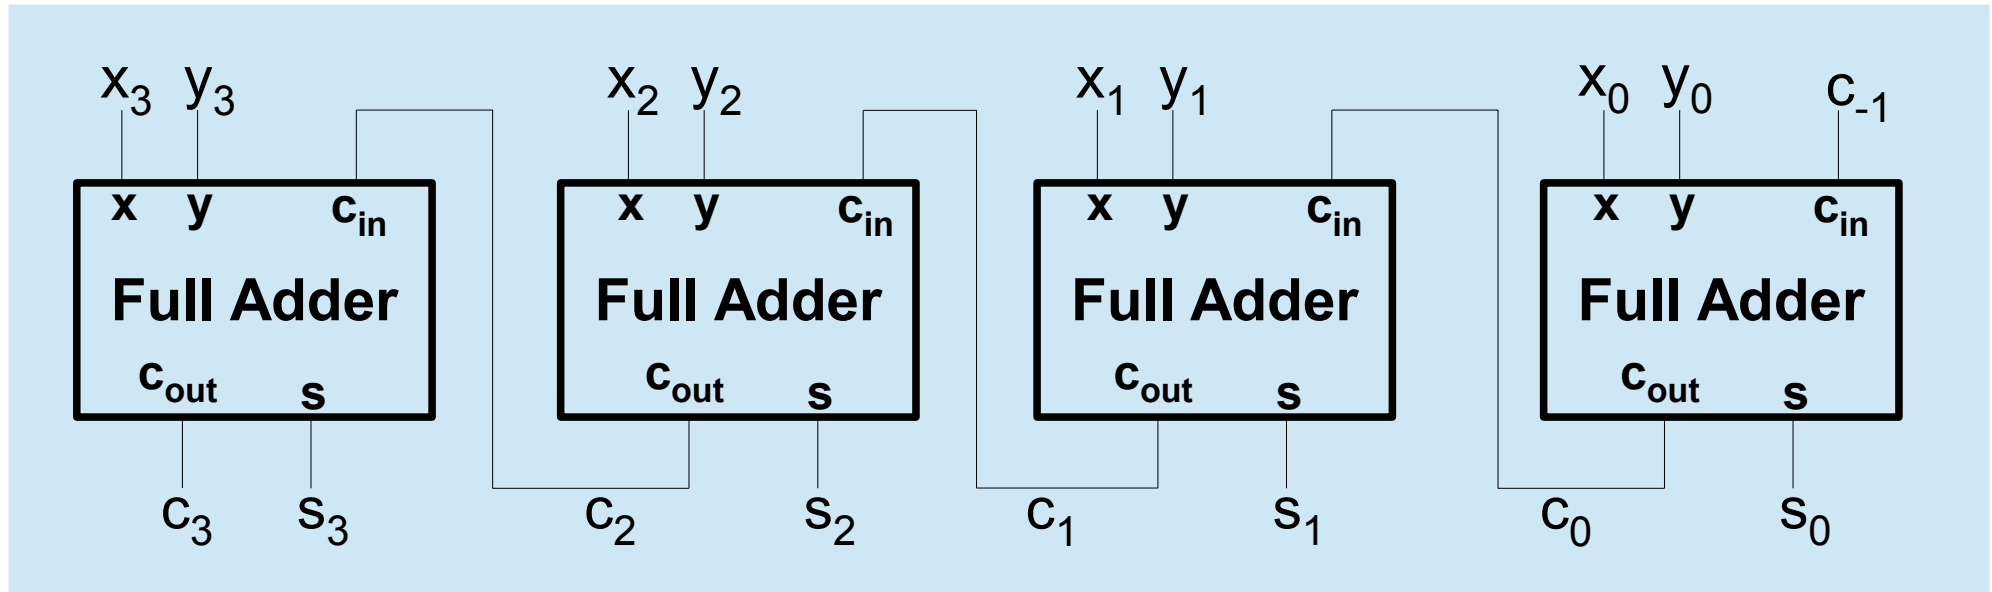 x₃ y₃ x₂ y₂ x₁ y₁ x₀ y₀ c₋₁
x y cᵢₙ x y cᵢₙ x y cᵢₙ x y cᵢₙ
Full Adder Full Adder Full Adder Full Adder
cₒᵤₜ s cₒᵤₜ s cₒᵤₜ s cₒᵤₜ s
c₃ s₃ c₂ s₂ c₁ s₁ c₀ s₀